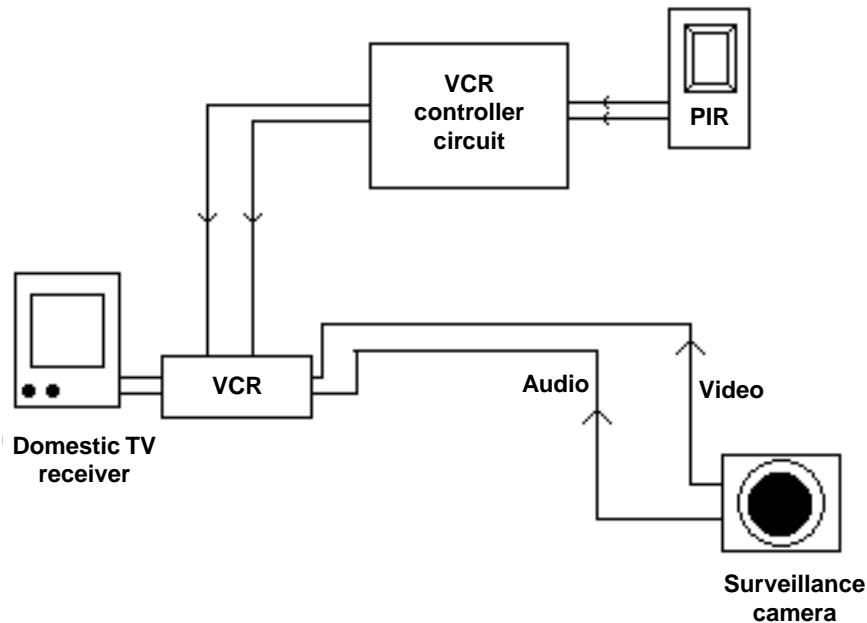 VCR
controller
circuit
PIR
VCR
Audio
Video
Domestic TV
receiver
Surveillance
camera